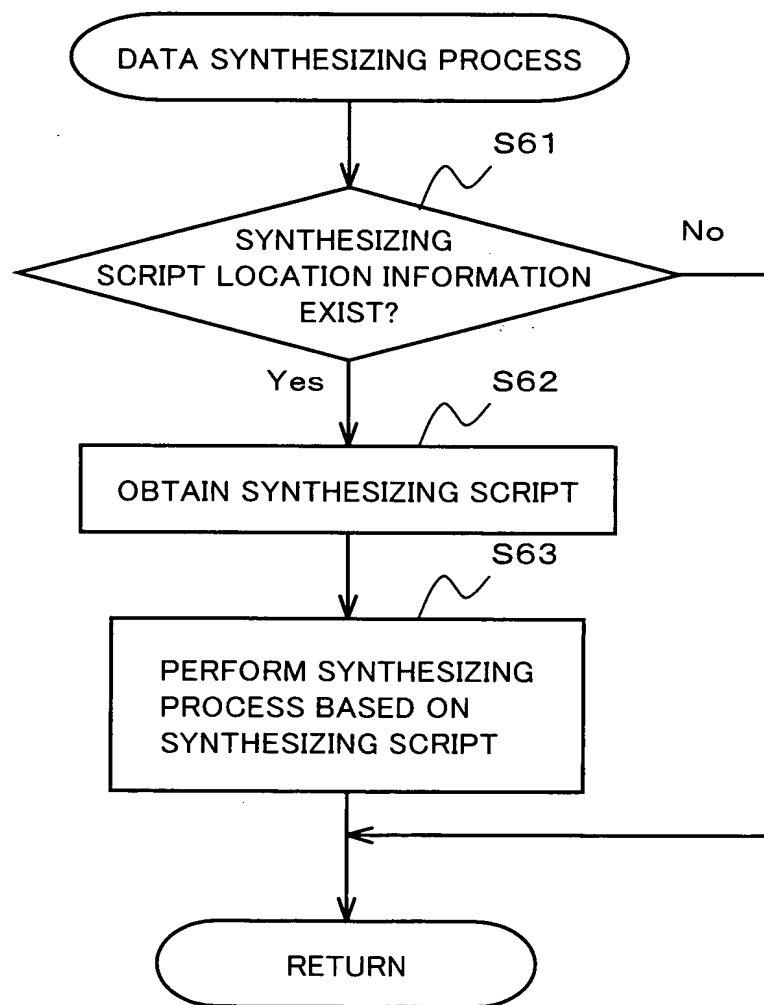 DATA SYNTHESIZING PROCESS
S61
SYNTHESIZING
SCRIPT LOCATION INFORMATION
EXIST?
No
Yes
S62
OBTAIN SYNTHESIZING SCRIPT
S63
PERFORM SYNTHESIZING
PROCESS BASED ON
SYNTHESIZING SCRIPT
RETURN